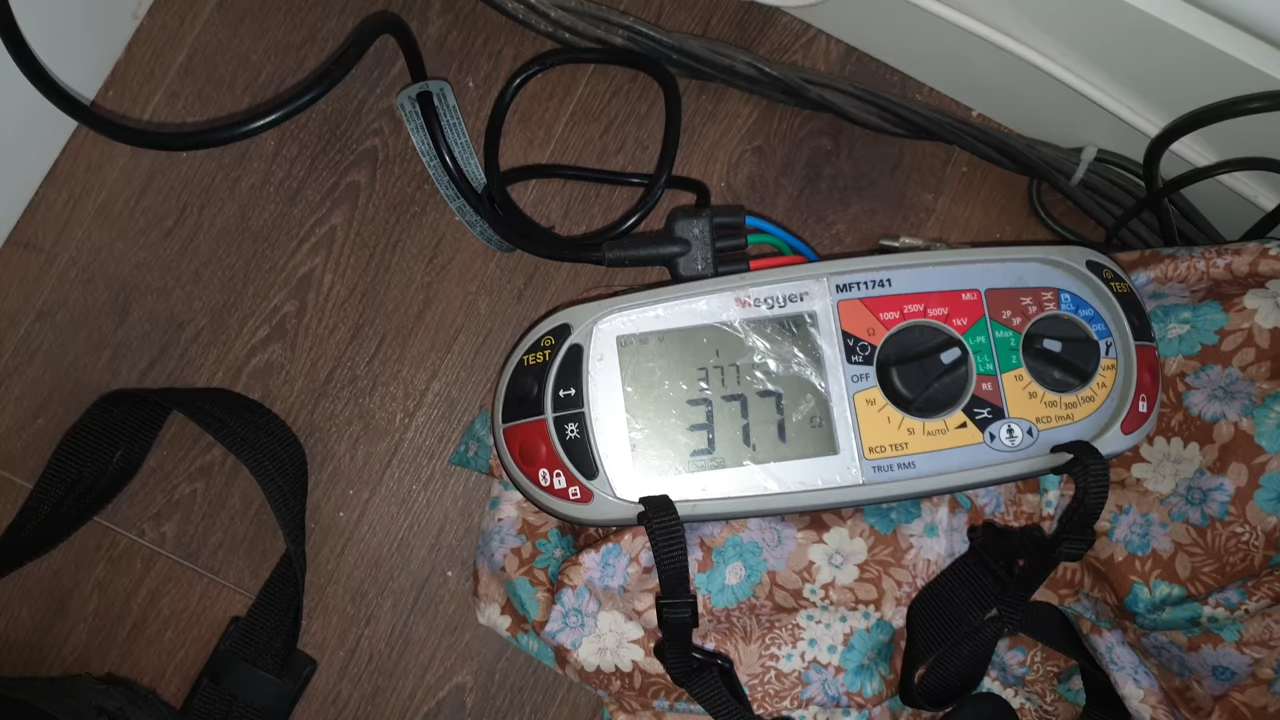 Megger
MFT1741
TEST
TEST
37.7
37.7
Ω
Ω
100V
250V
500V
1kV
MΩ
V
Hz
OFF
L-PE
L-L
L-N
RE
½I
I
5I
AUTO
RCD TEST
TRUE RMS
2P
3P
3P
RCL
SND
DEL
Max
Z
Z
10
30
100
300
500
1A
VAR
RCD (mA)